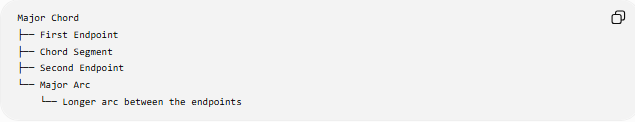 Major Chord
├── First Endpoint
├── Chord Segment
├── Second Endpoint
└── Major Arc
    └── Longer arc between the endpoints